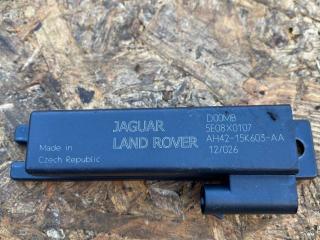 JAGUAR
LAND ROVER
Made in
Czech Republic
D00MB
5E08X0107
AH42-15K603-AA
12/026